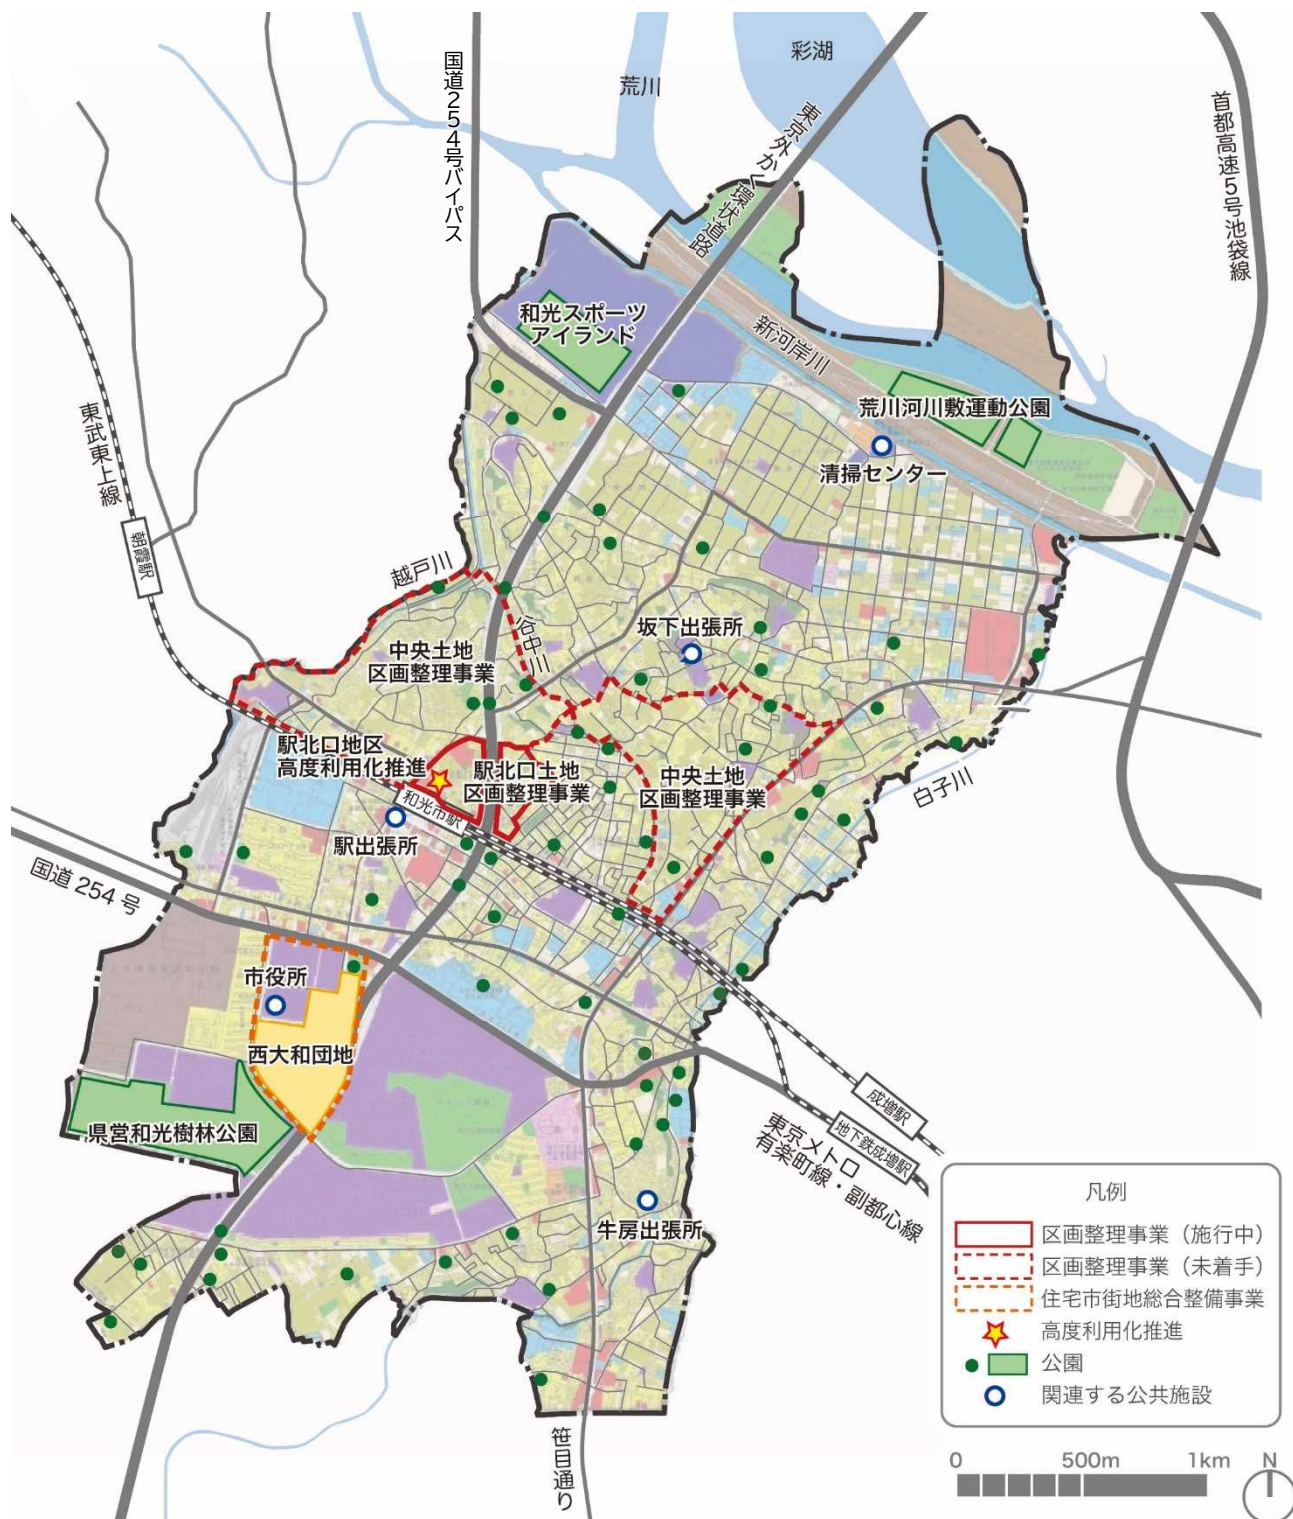 彩湖
荒川
国道254号バイパス
東京外かく環状道路
首都高速5号池袋線
和光スポーツ
アイランド
新河岸川
荒川河川敷運動公園
清掃センター
東武東上線
朝霞駅
越戸川
谷中川
坂下出張所
中央土地
区画整理事業
駅北口地区
高度利用化推進
駅北口土地
区画整理事業
中央土地
区画整理事業
和光市駅
駅出張所
白子川
国道254号
市役所
西大和団地
県営和光樹林公園
成増駅
地下鉄成増駅
東京メトロ
有楽町線・副都心線
牛房出張所
笹目通り
凡例
区画整理事業（施行中）
区画整理事業（未着手）
住宅市街地総合整備事業
高度利用化推進
公園
関連する公共施設
0 500m 1km
N